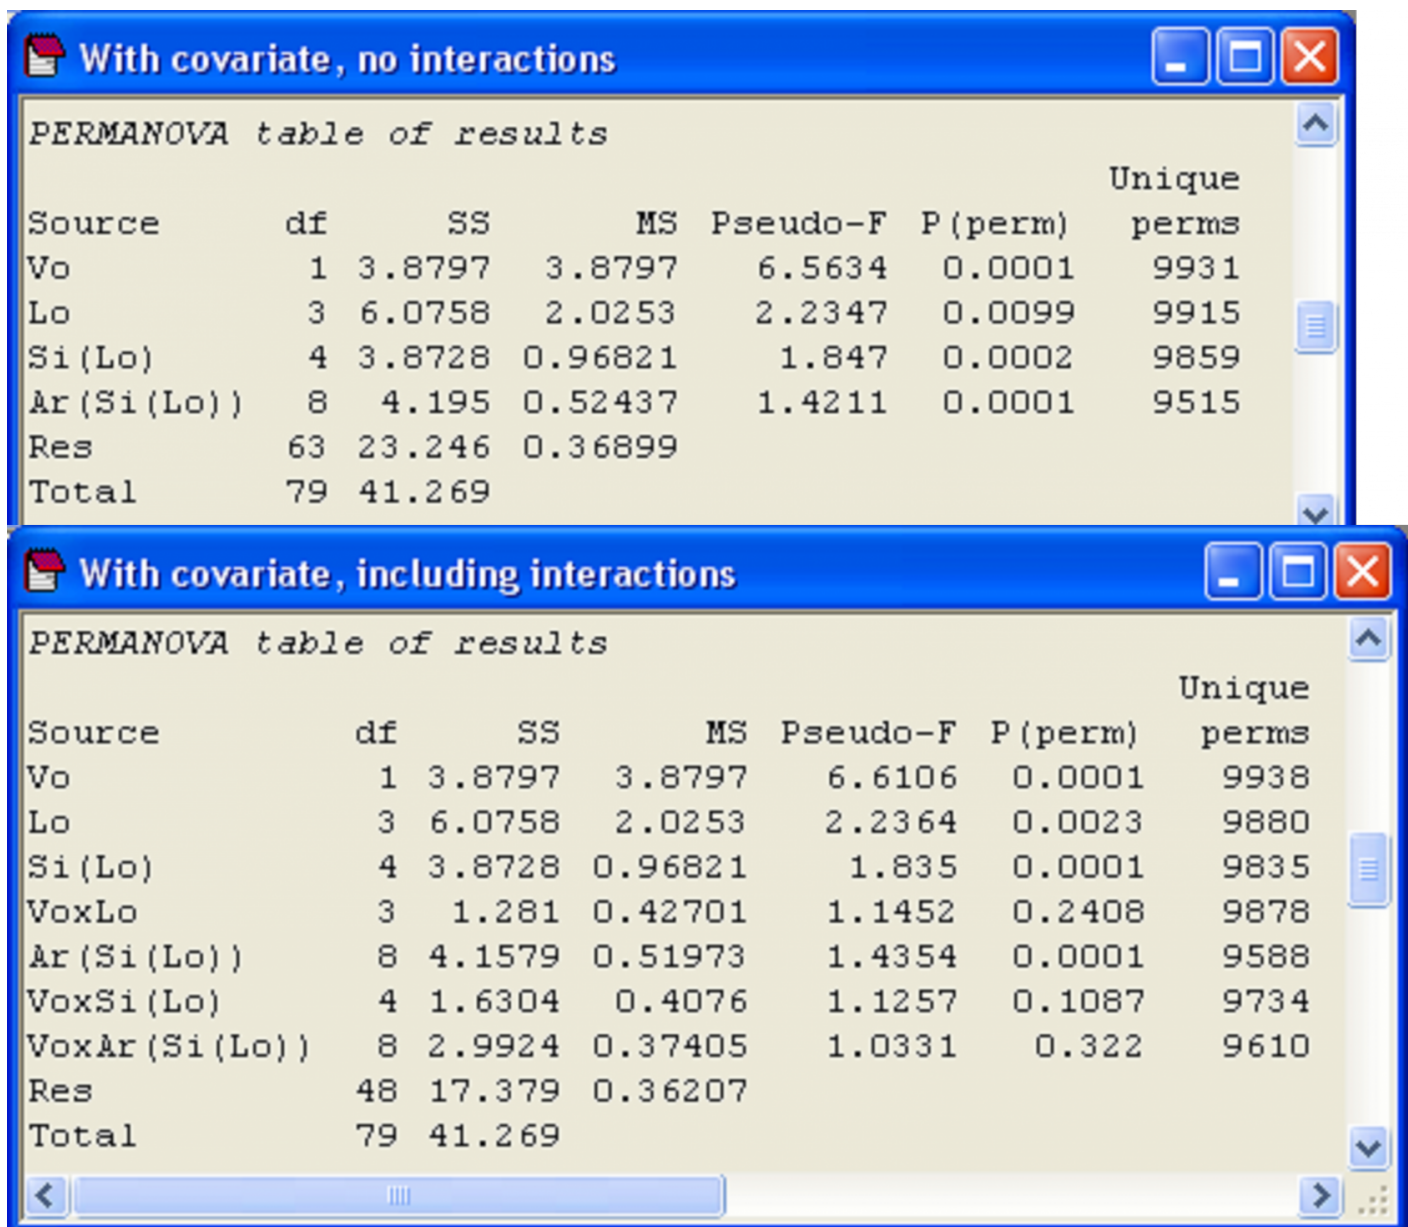 With covariate, no interactions
PERMANOVA table of results
Unique
Source df SS MS Pseudo-F P(perm) perms
Vo 1 3.8797 3.8797 6.5634 0.0001 9931
Lo 3 6.0758 2.0253 2.2347 0.0099 9915
Si(Lo) 4 3.8728 0.96821 1.847 0.0002 9859
Ar(Si(Lo)) 8 4.195 0.52437 1.4211 0.0001 9515
Res 63 23.246 0.36899
Total 79 41.269
With covariate, including interactions
PERMANOVA table of results
Unique
Source df SS MS Pseudo-F P(perm) perms
Vo 1 3.8797 3.8797 6.6106 0.0001 9938
Lo 3 6.0758 2.0253 2.2364 0.0023 9880
Si(Lo) 4 3.8728 0.96821 1.835 0.0001 9835
VoxLo 3 1.281 0.42701 1.1452 0.2408 9878
Ar(Si(Lo)) 8 4.1579 0.51973 1.4354 0.0001 9588
VoxSi(Lo) 4 1.6304 0.4076 1.1257 0.1087 9734
VoxAr(Si(Lo)) 8 2.9924 0.37405 1.0331 0.322 9610
Res 48 17.379 0.36207
Total 79 41.269